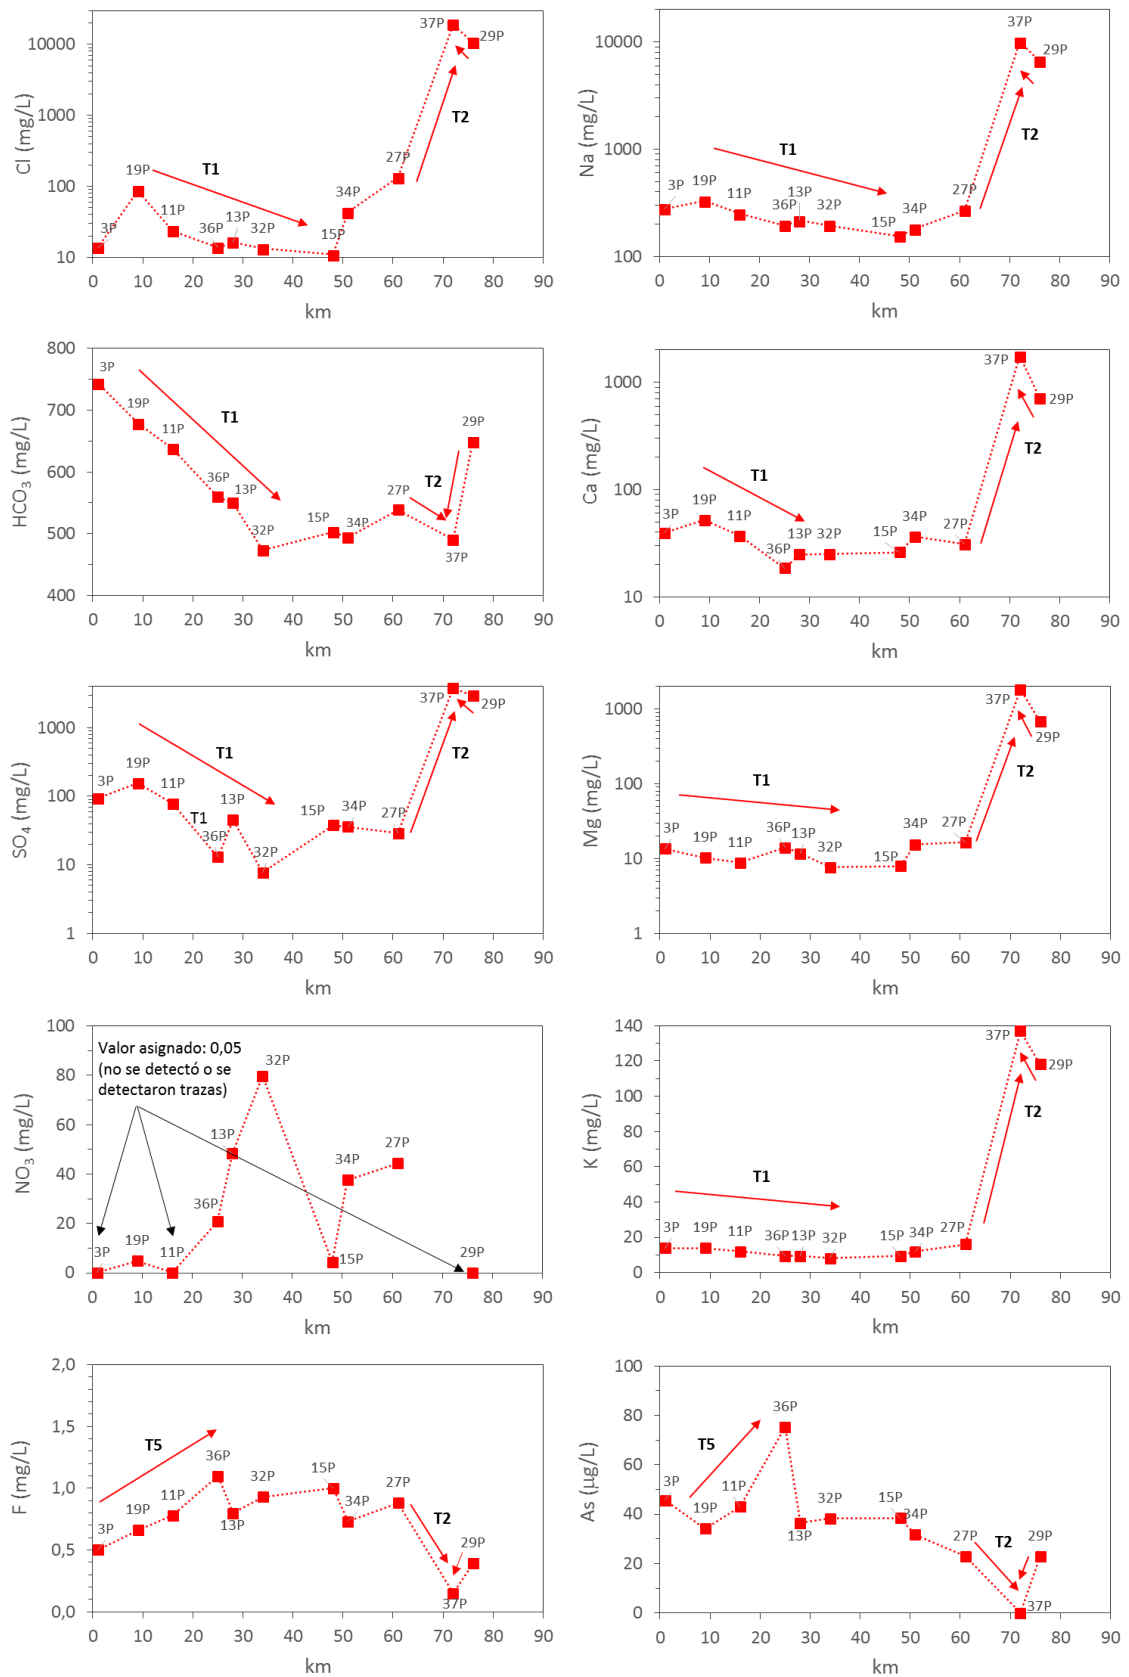 Cl (mg/L)
10000
1000
100
10
0 10 20 30 40 50 60 70 80 90
km
3P
19P
11P
36P
13P
32P
15P
34P
27P
37P
29P
T1
T2
Na (mg/L)
10000
1000
100
0 10 20 30 40 50 60 70 80 90
km
3P
19P
11P
36P
13P
32P
15P
34P
27P
37P
29P
T1
T2
HCO₃ (mg/L)
800
700
600
500
400
0 10 20 30 40 50 60 70 80 90
km
3P
19P
11P
36P
13P
32P
15P
34P
27P
37P
29P
T1
T2
Ca (mg/L)
1000
100
10
0 10 20 30 40 50 60 70 80 90
km
3P
19P
11P
36P
13P
32P
15P
34P
27P
37P
29P
T1
T2
SO₄ (mg/L)
1000
100
10
1
0 10 20 30 40 50 60 70 80 90
km
3P
19P
11P
T1
36P
13P
32P
15P
34P
27P
37P
29P
T1
T2
Mg (mg/L)
1000
100
10
1
0 10 20 30 40 50 60 70 80 90
km
3P
19P
11P
36P
13P
32P
15P
34P
27P
37P
29P
T1
T2
NO₃ (mg/L)
100
80
60
40
20
0
0 10 20 30 40 50 60 70 80 90
km
Valor asignado: 0,05
(no se detectó o se
detectaron trazas)
3P
19P
11P
36P
13P
32P
15P
34P
27P
29P
K (mg/L)
140
120
100
80
60
40
20
0
0 10 20 30 40 50 60 70 80 90
km
3P
19P
11P
36P
13P
32P
15P
34P
27P
37P
29P
T1
T2
F (mg/L)
2,0
1,5
1,0
0,5
0,0
0 10 20 30 40 50 60 70 80 90
km
3P
19P
11P
36P
13P
32P
15P
34P
27P
37P
29P
T5
T2
As (µg/L)
100
80
60
40
20
0
0 10 20 30 40 50 60 70 80 90
km
3P
19P
11P
36P
13P
32P
15P
34P
27P
37P
29P
T5
T2